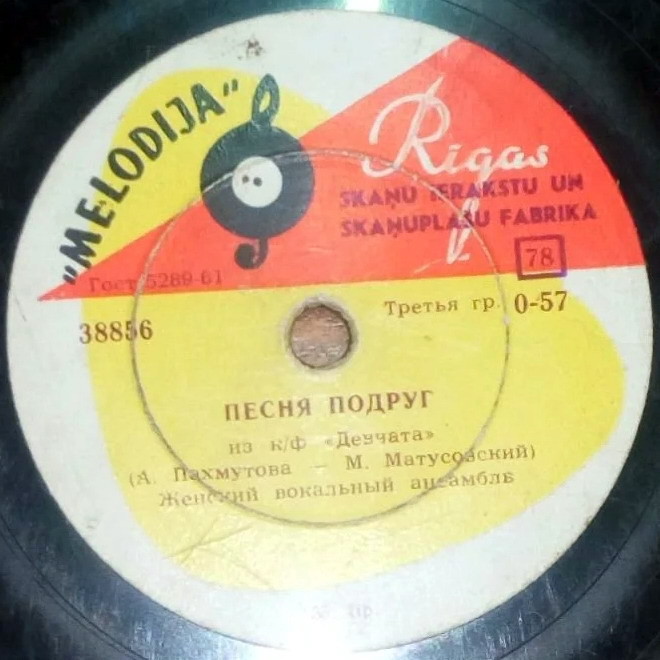 "MELODIJA"
Rīgas
SKAŅU IERAKSTU UN
SKAŅUPLAŠU FABRIKA
78
Гост 5289-61
38856
Третья гр. 0-57
ПЕСНЯ ПОДРУГ
из к/ф «Девчата»
(А. Пахмутова — М. Матусовский)
Женский вокальный ансамбль